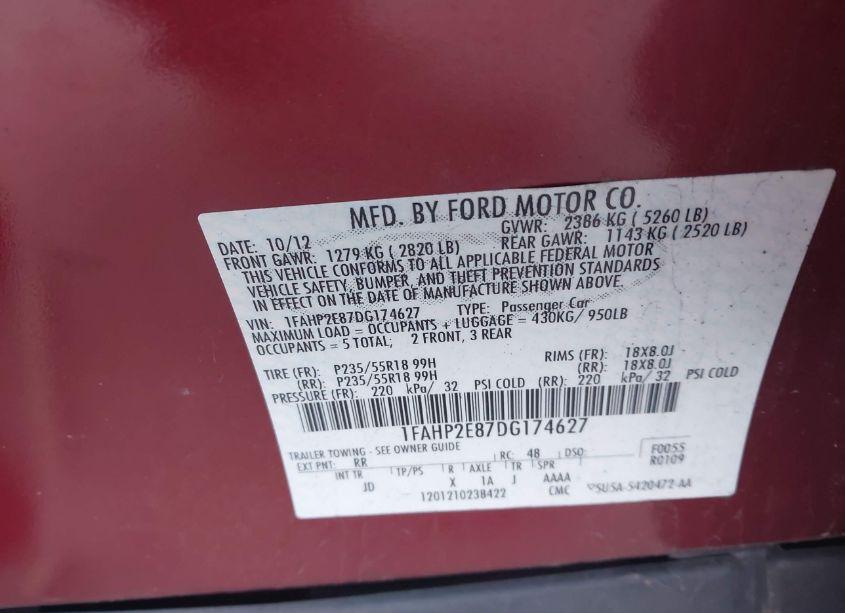 MFD. BY FORD MOTOR CO.
DATE: 10/12 GVWR: 2386 KG ( 5260 LB)
FRONT GAWR: 1279 KG ( 2820 LB) REAR GAWR: 1143 KG ( 2520 LB)
THIS VEHICLE CONFORMS TO ALL APPLICABLE FEDERAL MOTOR
VEHICLE SAFETY, BUMPER, AND THEFT PREVENTION STANDARDS
IN EFFECT ON THE DATE OF MANUFACTURE SHOWN ABOVE.
VIN: 1FAHP2E87DG174627 TYPE: Passenger Car
MAXIMUM LOAD = OCCUPANTS + LUGGAGE = 430KG/ 950LB
OCCUPANTS = 5 TOTAL; 2 FRONT, 3 REAR
TIRE (FR): P235/55R18 99H RIMS (FR): 18X8.0J
(RR): P235/55R18 99H (RR): 18X8.0J
PRESSURE (FR): 220 kPa/ 32 PSI COLD (RR): 220 kPa/ 32 PSI COLD
1FAHP2E87DG174627
TRAILER TOWING - SEE OWNER GUIDE
EXT PNT: RR RC: 48 DSO: F0055
R0109
INT TR TP/PS R AXLE TR SPR
JD X 1A J AAAA
1201210238422 CMC 5U5A-5420472-AA